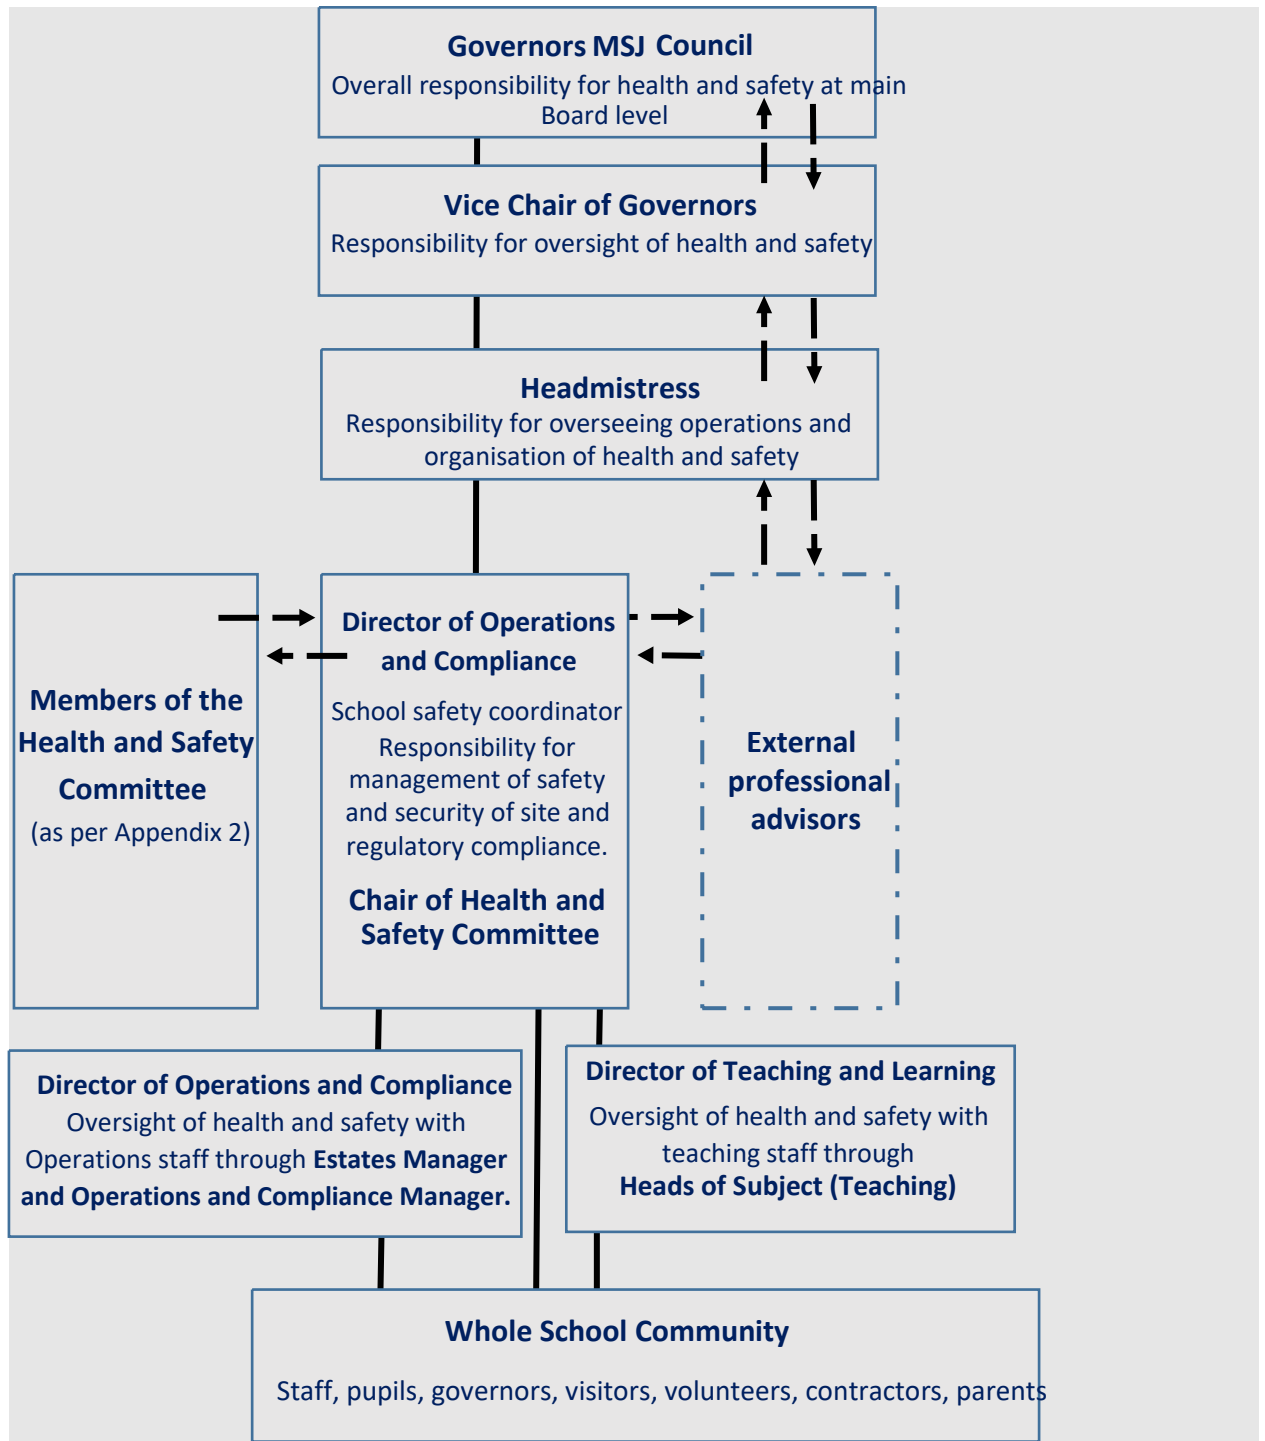 Governors MSJ Council
Overall responsibility for health and safety at main
Board level
Vice Chair of Governors
Responsibility for oversight of health and safety
Headmistress
Responsibility for overseeing operations and
organisation of health and safety
Members of the
Health and Safety
Committee
(as per Appendix 2)
Director of Operations
and Compliance
School safety coordinator
Responsibility for
management of safety
and security of site and
regulatory compliance.
Chair of Health and
Safety Committee
External
professional
advisors
Director of Operations and Compliance
Oversight of health and safety with
Operations staff through Estates Manager
and Operations and Compliance Manager.
Director of Teaching and Learning
Oversight of health and safety with
teaching staff through
Heads of Subject (Teaching)
Whole School Community
Staff, pupils, governors, visitors, volunteers, contractors, parents